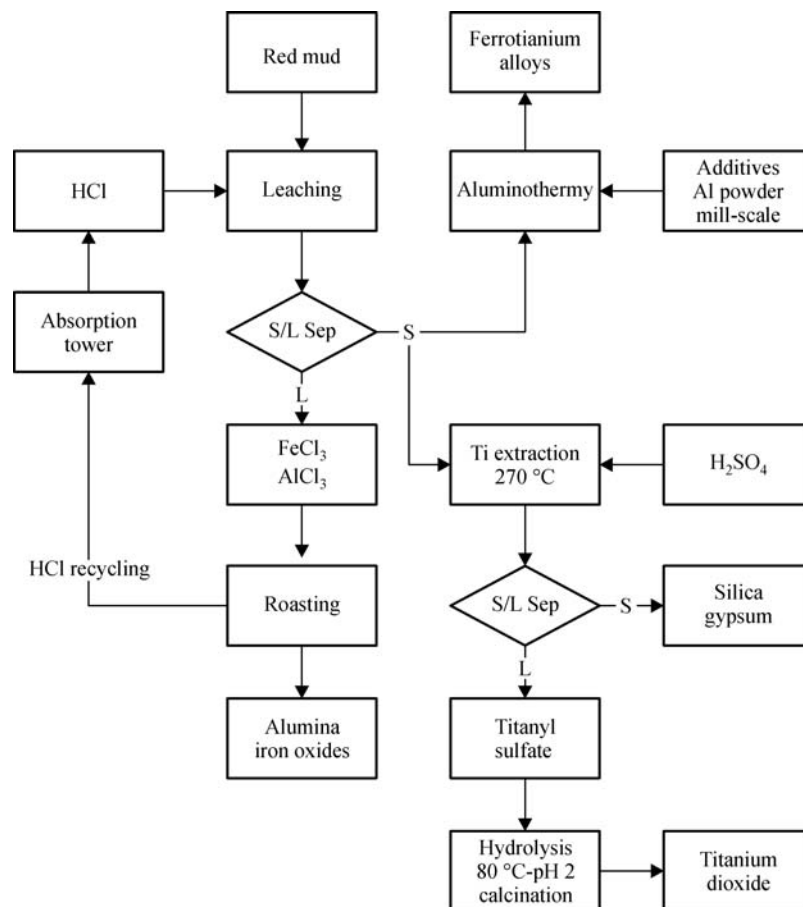 Red mud
Ferrotianium
alloys
HCl
Leaching
Aluminothermy
Additives
Al powder
mill-scale
Absorption
tower
S/L Sep
S
L
FeCl₃
AlCl₃
Ti extraction
270 °C
H₂SO₄
HCl recycling
Roasting
S/L Sep
S
Silica
gypsum
L
Alumina
iron oxides
Titanyl
sulfate
Hydrolysis
80 °C-pH 2
calcination
Titanium
dioxide